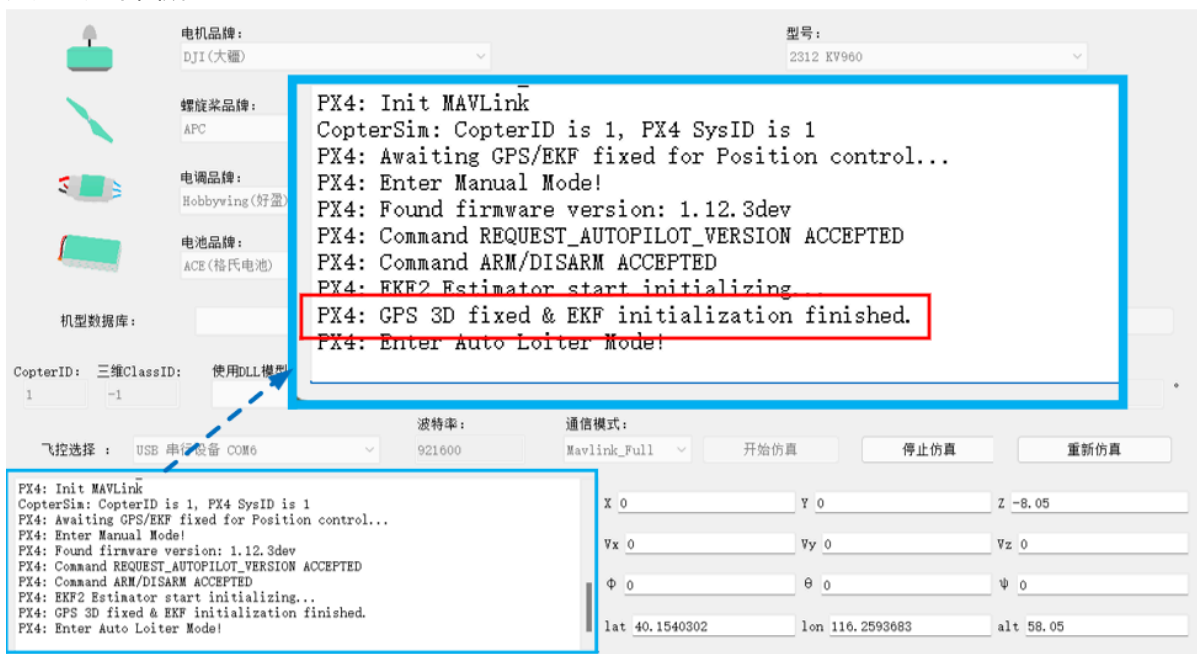 电机品牌：
型号：
DJI(大疆)
2312 KV960
螺旋桨品牌：
APC
电调品牌：
Hobbywing(好盈)
电池品牌：
ACE(格氏电池)
PX4: Init MAVLink
CopterSim: CopterID is 1, PX4 SysID is 1
PX4: Awaiting GPS/EKF fixed for Position control...
PX4: Enter Manual Mode!
PX4: Found firmware version: 1.12.3dev
PX4: Command REQUEST_AUTOPILOT_VERSION ACCEPTED
PX4: Command ARM/DISARM ACCEPTED
PX4: EKF2 Estimator start initializing...
PX4: GPS 3D fixed & EKF initialization finished.
PX4: Enter Auto Loiter Mode!
机型数据库：
CopterID： 三维ClassID： 使用DLL模型
1 -1 °
波特率： 通信模式：
飞控选择 ： USB 串行设备 COM6 921600 Mavlink_Full 开始仿真 停止仿真 重新仿真
PX4: Init MAVLink
CopterSim: CopterID is 1, PX4 SysID is 1
PX4: Awaiting GPS/EKF fixed for Position control...
PX4: Enter Manual Mode!
PX4: Found firmware version: 1.12.3dev
PX4: Command REQUEST_AUTOPILOT_VERSION ACCEPTED
PX4: Command ARM/DISARM ACCEPTED
PX4: EKF2 Estimator start initializing...
PX4: GPS 3D fixed & EKF initialization finished.
PX4: Enter Auto Loiter Mode!
X 0 Y 0 Z -8.05
Vx 0 Vy 0 Vz 0
Φ 0 θ 0 ψ 0
lat 40.1540302 lon 116.2593683 alt 58.05